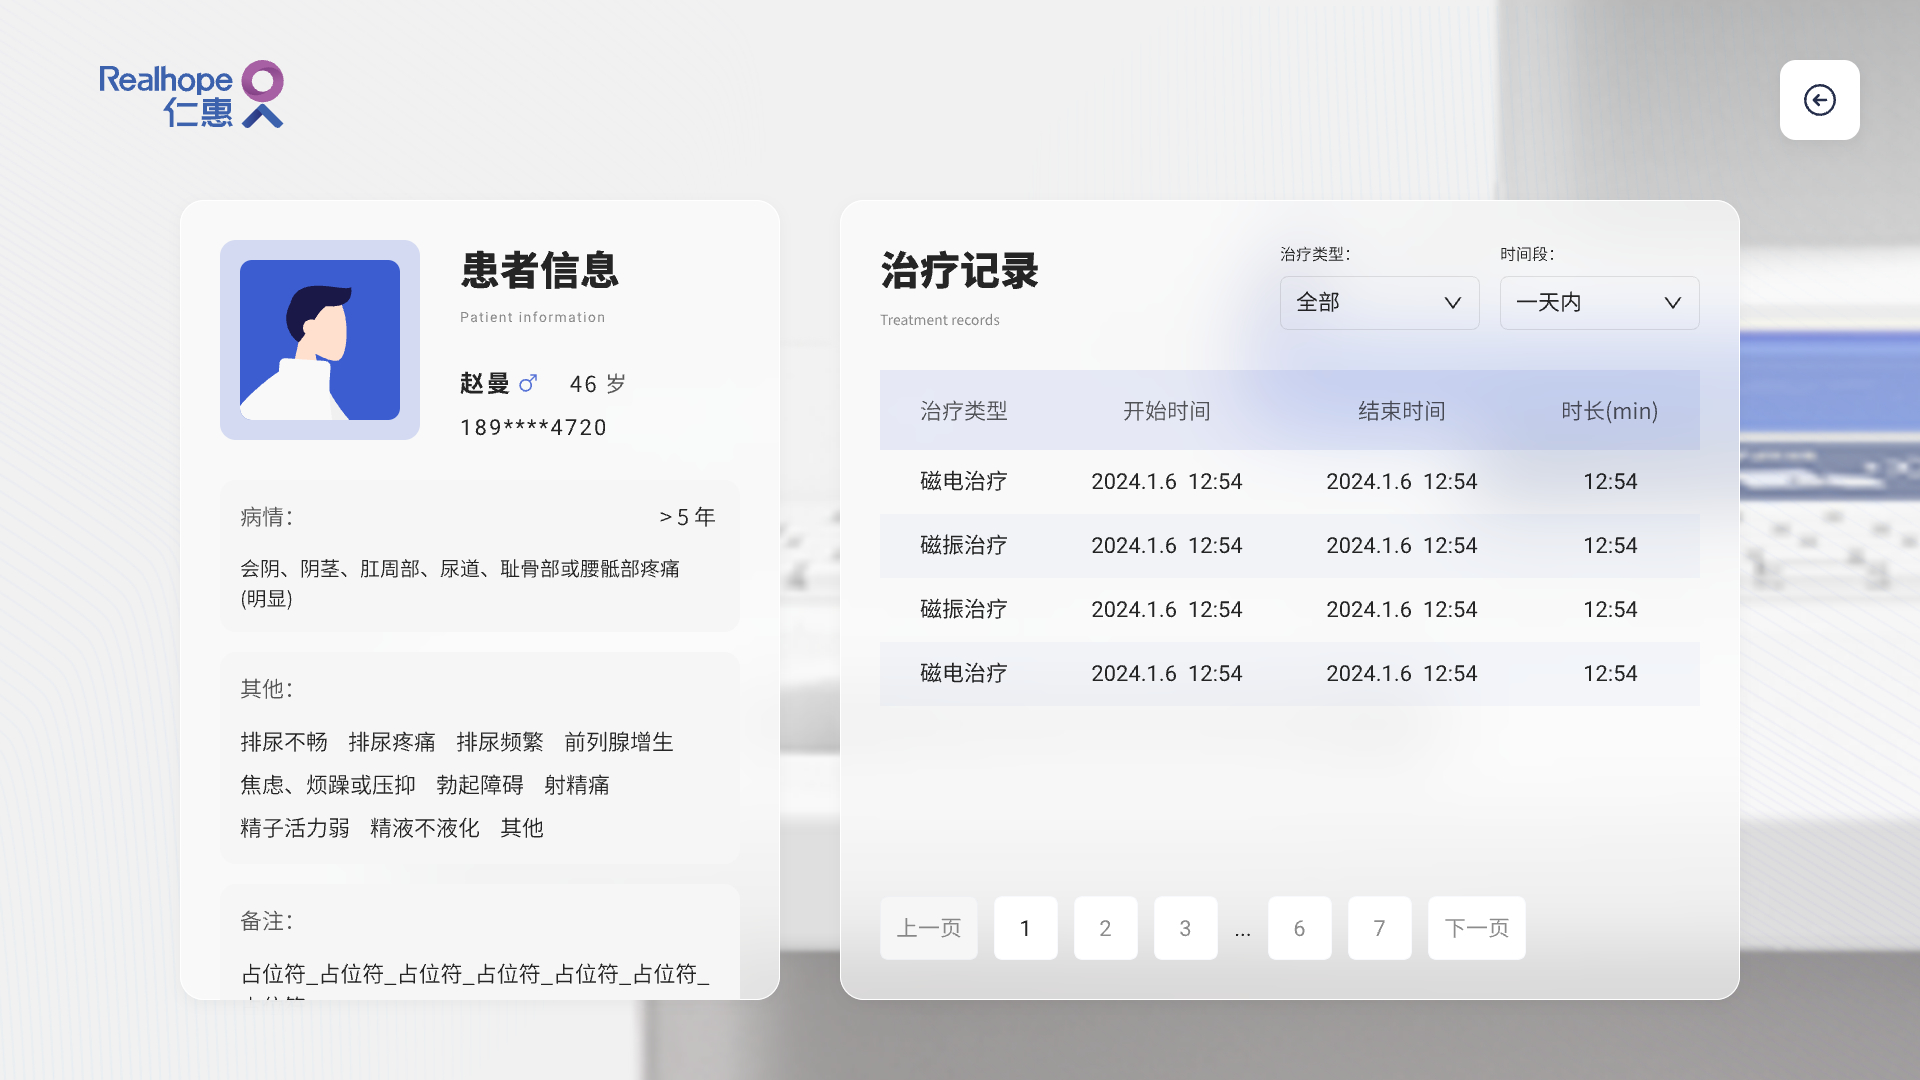 Realhope
仁惠
患者信息
Patient information
赵曼 46 岁
189****4720
病情：
> 5 年
会阴、阴茎、肛周部、尿道、耻骨部或腰骶部疼痛
(明显)
其他：
排尿不畅 排尿疼痛 排尿频繁 前列腺增生
焦虑、烦躁或压抑 勃起障碍 射精痛
精子活力弱 精液不液化 其他
备注：
占位符_占位符_占位符_占位符_占位符_占位符_
治疗记录
Treatment records
治疗类型：
全部
时间段：
一天内
治疗类型 开始时间 结束时间 时长(min)
磁电治疗 2024.1.6 12:54 2024.1.6 12:54 12:54
磁振治疗 2024.1.6 12:54 2024.1.6 12:54 12:54
磁振治疗 2024.1.6 12:54 2024.1.6 12:54 12:54
磁电治疗 2024.1.6 12:54 2024.1.6 12:54 12:54
上一页 1 2 3 ... 6 7 下一页